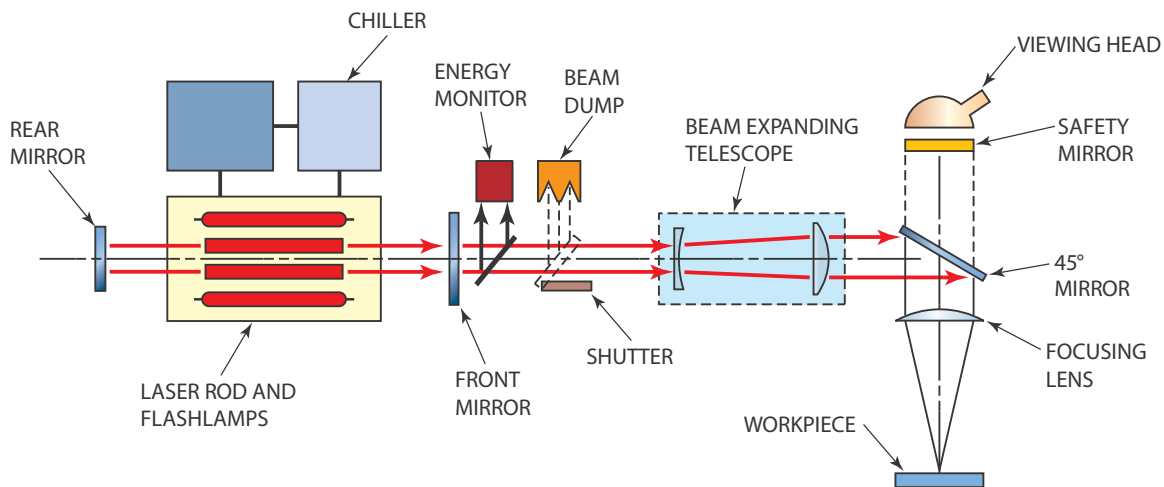 CHILLER
VIEWING HEAD
ENERGY
MONITOR
BEAM
DUMP
REAR
MIRROR
BEAM EXPANDING
TELESCOPE
SAFETY
MIRROR
45°
MIRROR
SHUTTER
FRONT
MIRROR
FOCUSING
LENS
LASER ROD AND
FLASHLAMPS
WORKPIECE